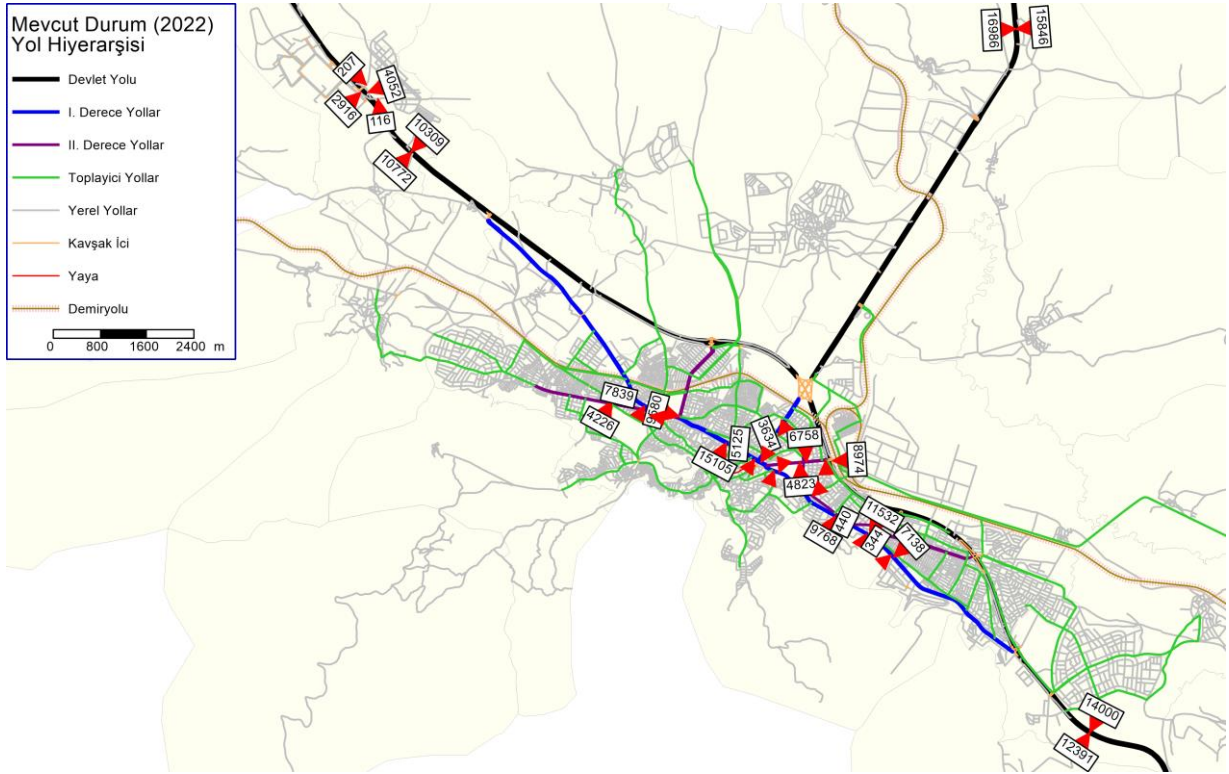 Mevcut Durum (2022)
Yol Hiyerarşisi
Devlet Yolu
I. Derece Yollar
II. Derece Yollar
Toplayici Yollar
Yerel Yollar
Kavşak İci
Yaya
Demiryolu
0 800 1600 2400 m
16986
15846
207
4052
2916
116
10309
10772
7839
9680
4226
5125
3634
6758
15105
8974
4823
11532
440
9768
344
7138
14000
12391